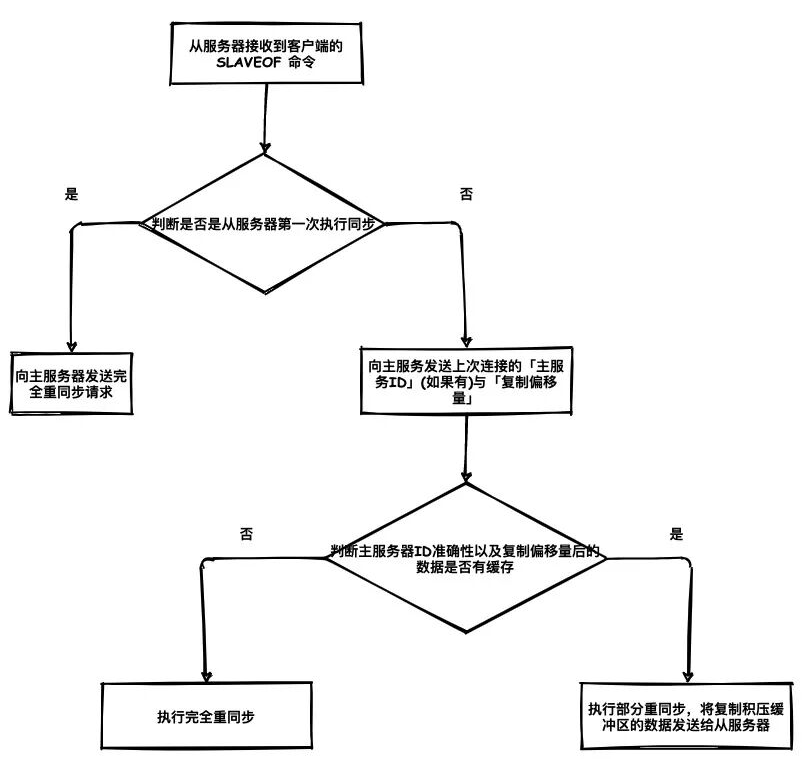 从服务器接收到客户端的
SLAVEOF 命令
是
否
判断是否是从服务器第一次执行同步
向主服务器发送完
全重同步请求
向主服务发送上次连接的「主服
务ID」(如果有)与「复制偏移
量」
否
是
判断主服务器ID准确性以及复制偏移量后的
数据是否有缓存
执行完全重同步
执行部分重同步，将复制积压缓
冲区的数据发送给从服务器